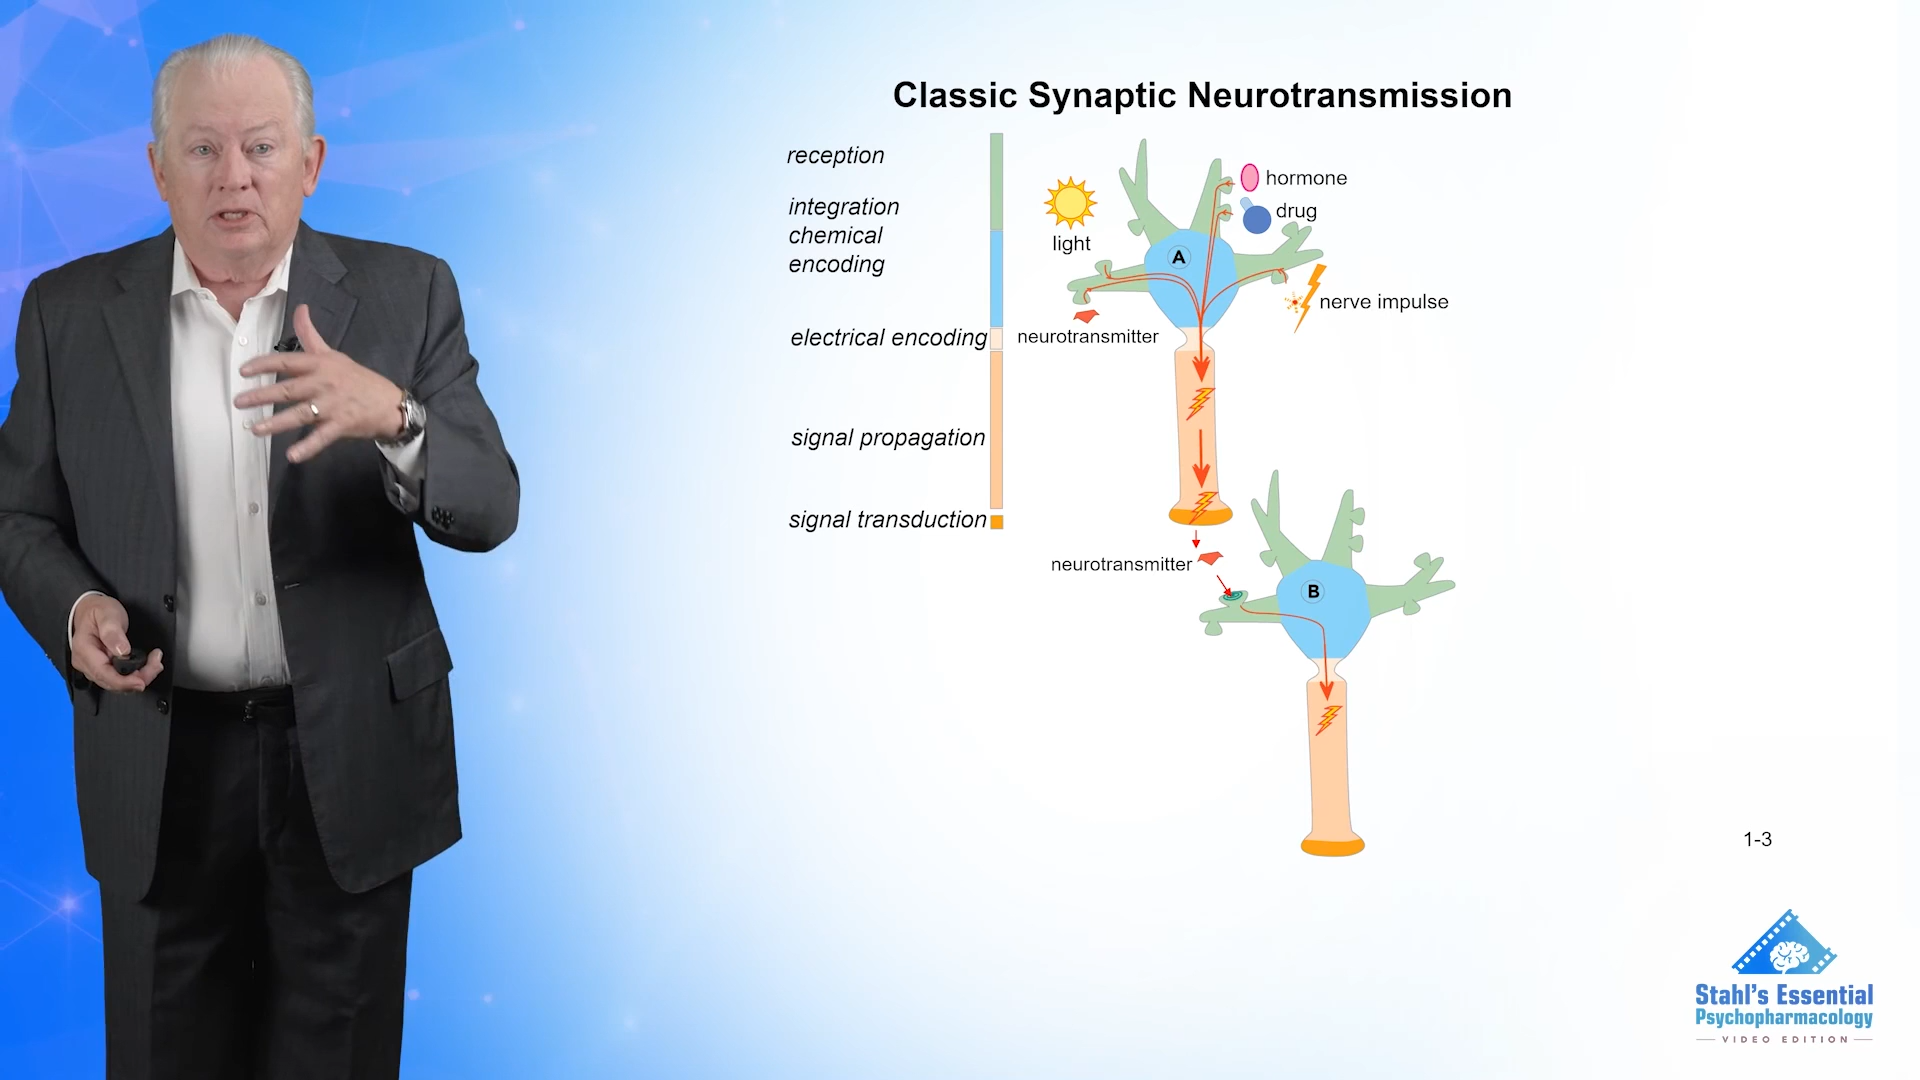 Classic Synaptic Neurotransmission
reception
integration
chemical
encoding
electrical encoding
signal propagation
signal transduction
light
hormone
drug
A
nerve impulse
neurotransmitter
neurotransmitter
B
1-3
Stahl's Essential
Psychopharmacology
VIDEO EDITION